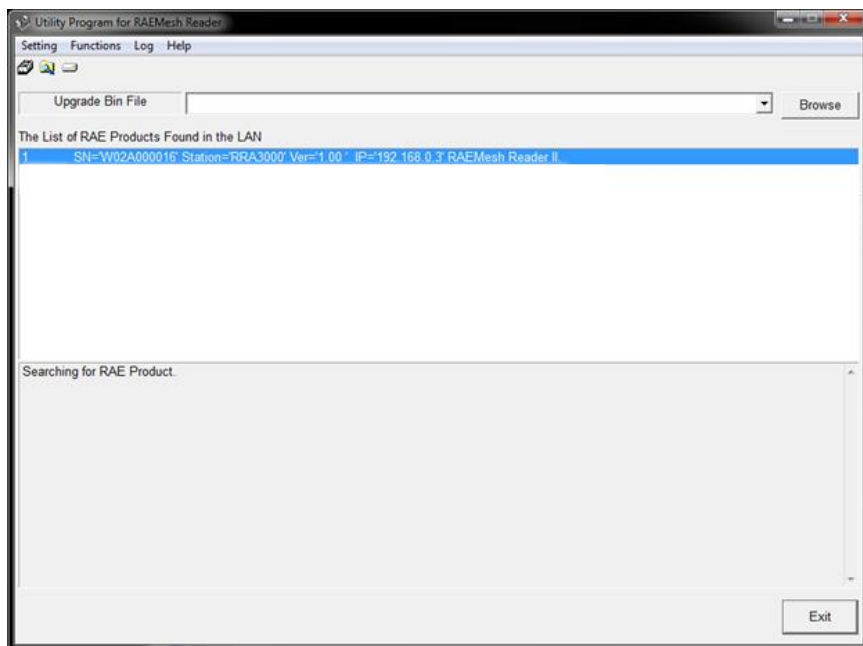 Utility Program for RAEMesh Reader
Setting Functions Log Help
Upgrade Bin File
Browse
The List of RAE Products Found in the LAN
1 SN='W02A000016' Station='RRA3000' Ver='1.00 ' IP='192.168.0.3' RAEMesh Reader II.
Searching for RAE Product.
Exit